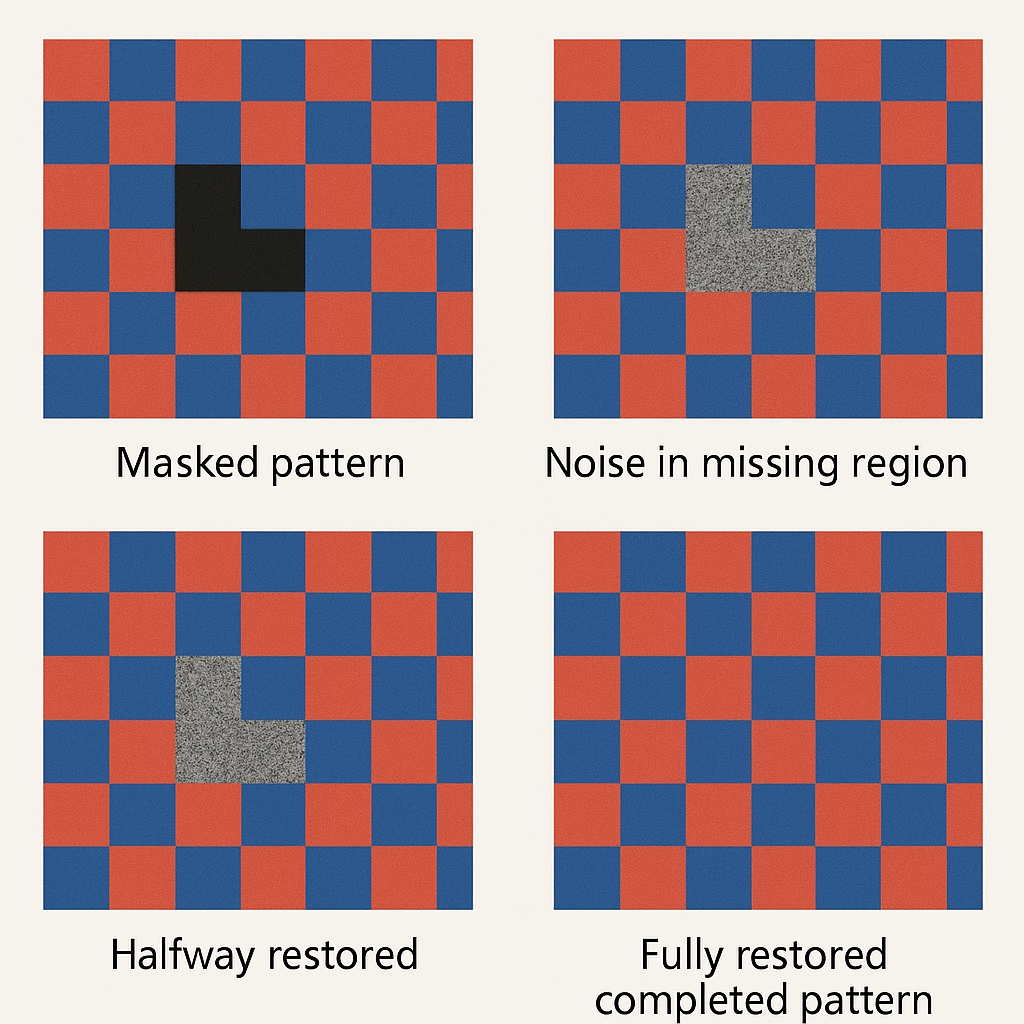 Masked pattern
Noise in missing region
Halfway restored
Fully restored
completed pattern